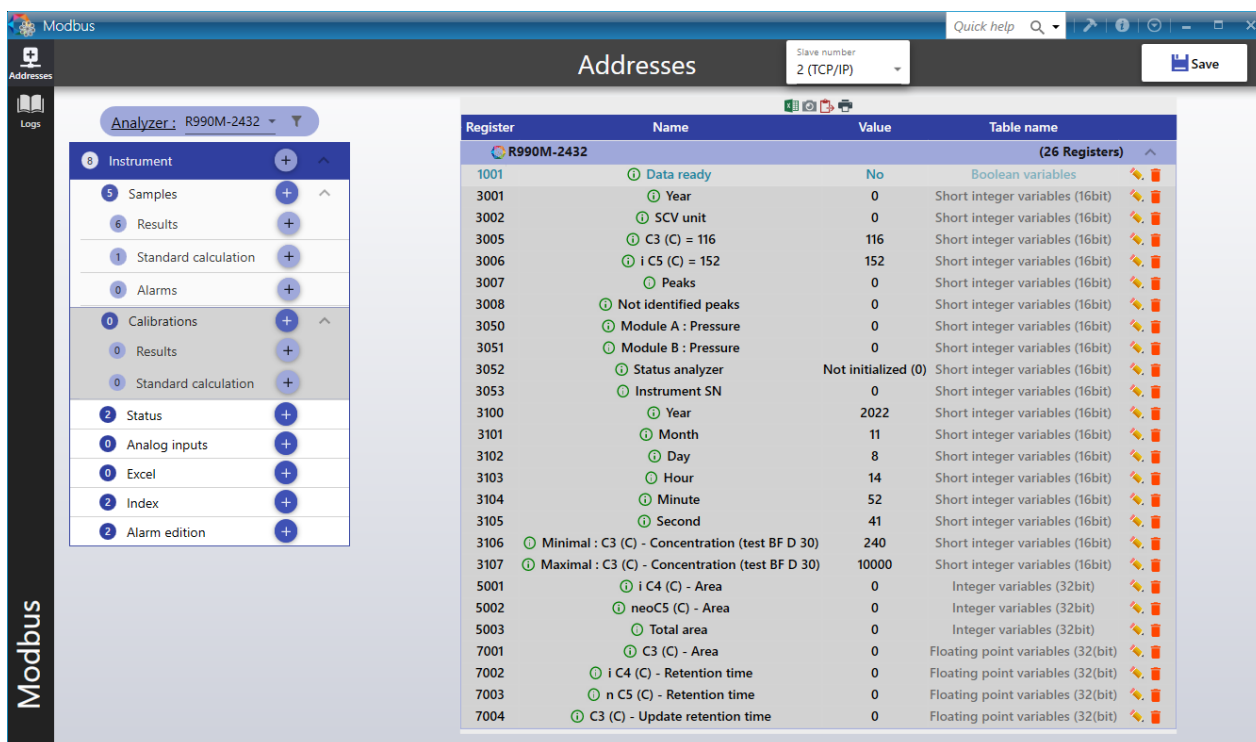 Modbus
Quick help
Addresses
Slave number
2 (TCP/IP)
Save
Addresses
Logs
Modbus
Analyzer : R990M-2432
8 Instrument +
5 Samples +
6 Results +
1 Standard calculation +
0 Alarms +
0 Calibrations +
0 Results +
0 Standard calculation +
2 Status +
0 Analog inputs +
0 Excel +
2 Index +
2 Alarm edition +
Register Name Value Table name
R990M-2432 (26 Registers)
1001 Data ready No Boolean variables
3001 Year 0 Short integer variables (16bit)
3002 SCV unit 0 Short integer variables (16bit)
3005 C3 (C) = 116 116 Short integer variables (16bit)
3006 i C5 (C) = 152 152 Short integer variables (16bit)
3007 Peaks 0 Short integer variables (16bit)
3008 Not identified peaks 0 Short integer variables (16bit)
3050 Module A : Pressure 0 Short integer variables (16bit)
3051 Module B : Pressure 0 Short integer variables (16bit)
3052 Status analyzer Not initialized (0) Short integer variables (16bit)
3053 Instrument SN 0 Short integer variables (16bit)
3100 Year 2022 Short integer variables (16bit)
3101 Month 11 Short integer variables (16bit)
3102 Day 8 Short integer variables (16bit)
3103 Hour 14 Short integer variables (16bit)
3104 Minute 52 Short integer variables (16bit)
3105 Second 41 Short integer variables (16bit)
3106 Minimal : C3 (C) - Concentration (test BF D 30) 240 Short integer variables (16bit)
3107 Maximal : C3 (C) - Concentration (test BF D 30) 10000 Short integer variables (16bit)
5001 i C4 (C) - Area 0 Integer variables (32bit)
5002 neoC5 (C) - Area 0 Integer variables (32bit)
5003 Total area 0 Integer variables (32bit)
7001 C3 (C) - Area 0 Floating point variables (32(bit)
7002 i C4 (C) - Retention time 0 Floating point variables (32(bit)
7003 n C5 (C) - Retention time 0 Floating point variables (32(bit)
7004 C3 (C) - Update retention time 0 Floating point variables (32(bit)